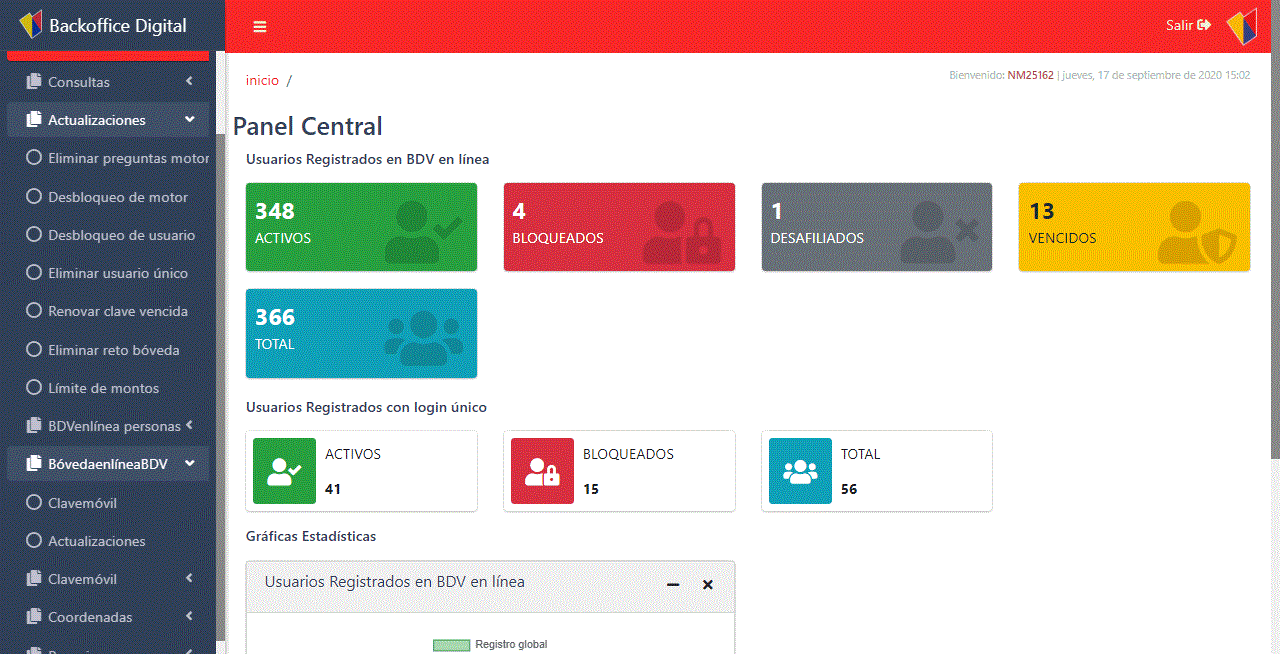 Backoffice Digital
Salir
Consultas
Actualizaciones
Eliminar preguntas motor
Desbloqueo de motor
Desbloqueo de usuario
Eliminar usuario único
Renovar clave vencida
Eliminar reto bóveda
Límite de montos
BDVenlínea personas
BóvedaenlíneaBDV
Clavemóvil
Actualizaciones
Clavemóvil
Coordenadas
inicio /
Bienvenido: NM25162 | jueves, 17 de septiembre de 2020 15:02
Panel Central
Usuarios Registrados en BDV en línea
348
ACTIVOS
4
BLOQUEADOS
1
DESAFILIADOS
13
VENCIDOS
366
TOTAL
Usuarios Registrados con login único
ACTIVOS
41
BLOQUEADOS
15
TOTAL
56
Gráficas Estadísticas
Usuarios Registrados en BDV en línea
Registro global